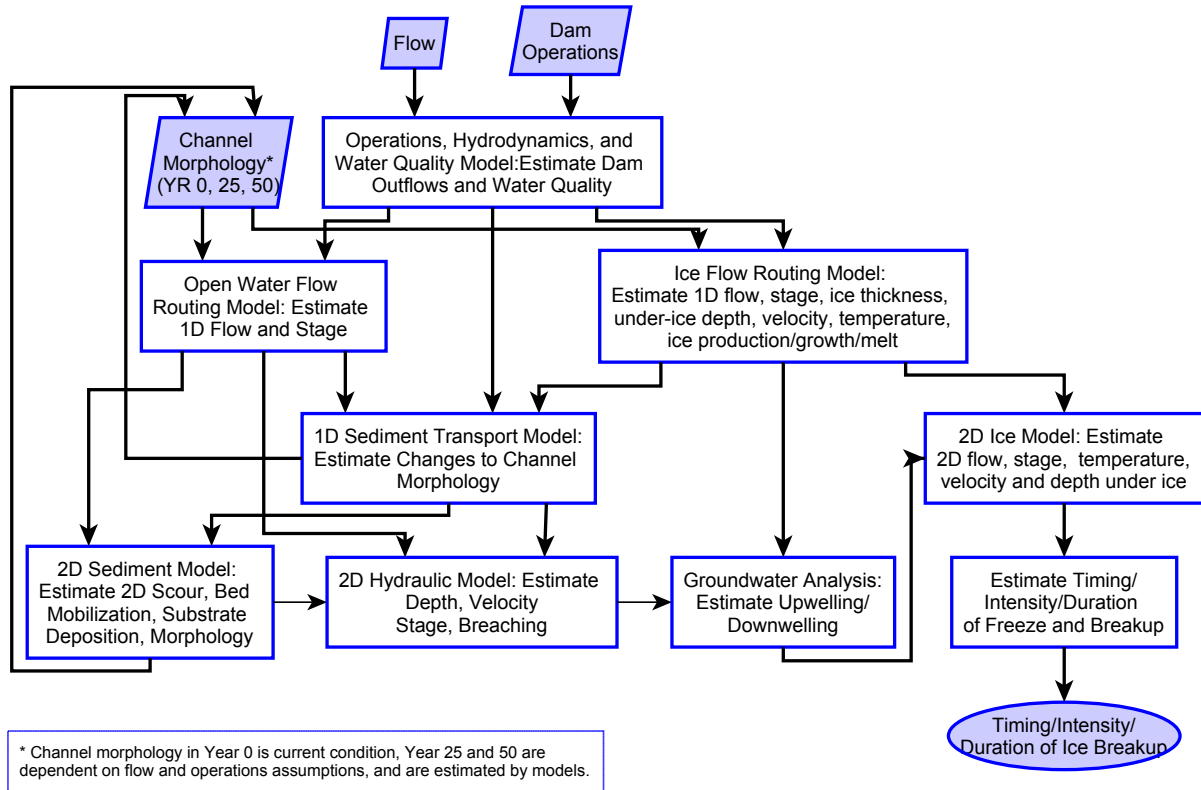 Flow
Dam
Operations
Channel
Morphology*
(YR 0, 25, 50)
Operations, Hydrodynamics, and
Water Quality Model:Estimate Dam
Outflows and Water Quality
Open Water Flow
Routing Model: Estimate
1D Flow and Stage
Ice Flow Routing Model:
Estimate 1D flow, stage, ice thickness,
under-ice depth, velocity, temperature,
ice production/growth/melt
1D Sediment Transport Model:
Estimate Changes to Channel
Morphology
2D Ice Model: Estimate
2D flow, stage, temperature,
velocity and depth under ice
2D Sediment Model:
Estimate 2D Scour, Bed
Mobilization, Substrate
Deposition, Morphology
2D Hydraulic Model: Estimate
Depth, Velocity
Stage, Breaching
Groundwater Analysis:
Estimate Upwelling/
Downwelling
Estimate Timing/
Intensity/Duration
of Freeze and Breakup
Timing/Intensity/
Duration of Ice Breakup
* Channel morphology in Year 0 is current condition, Year 25 and 50 are
dependent on flow and operations assumptions, and are estimated by models.